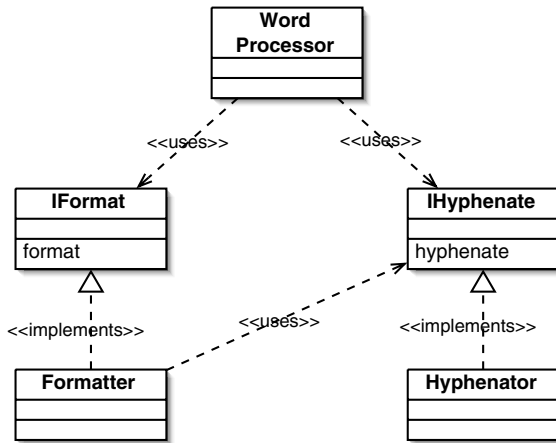 Word
Processor
<<uses>>
<<uses>>
IFormat
IHyphenate
format
hyphenate
<<implements>>
<<uses>>
<<implements>>
Formatter
Hyphenator